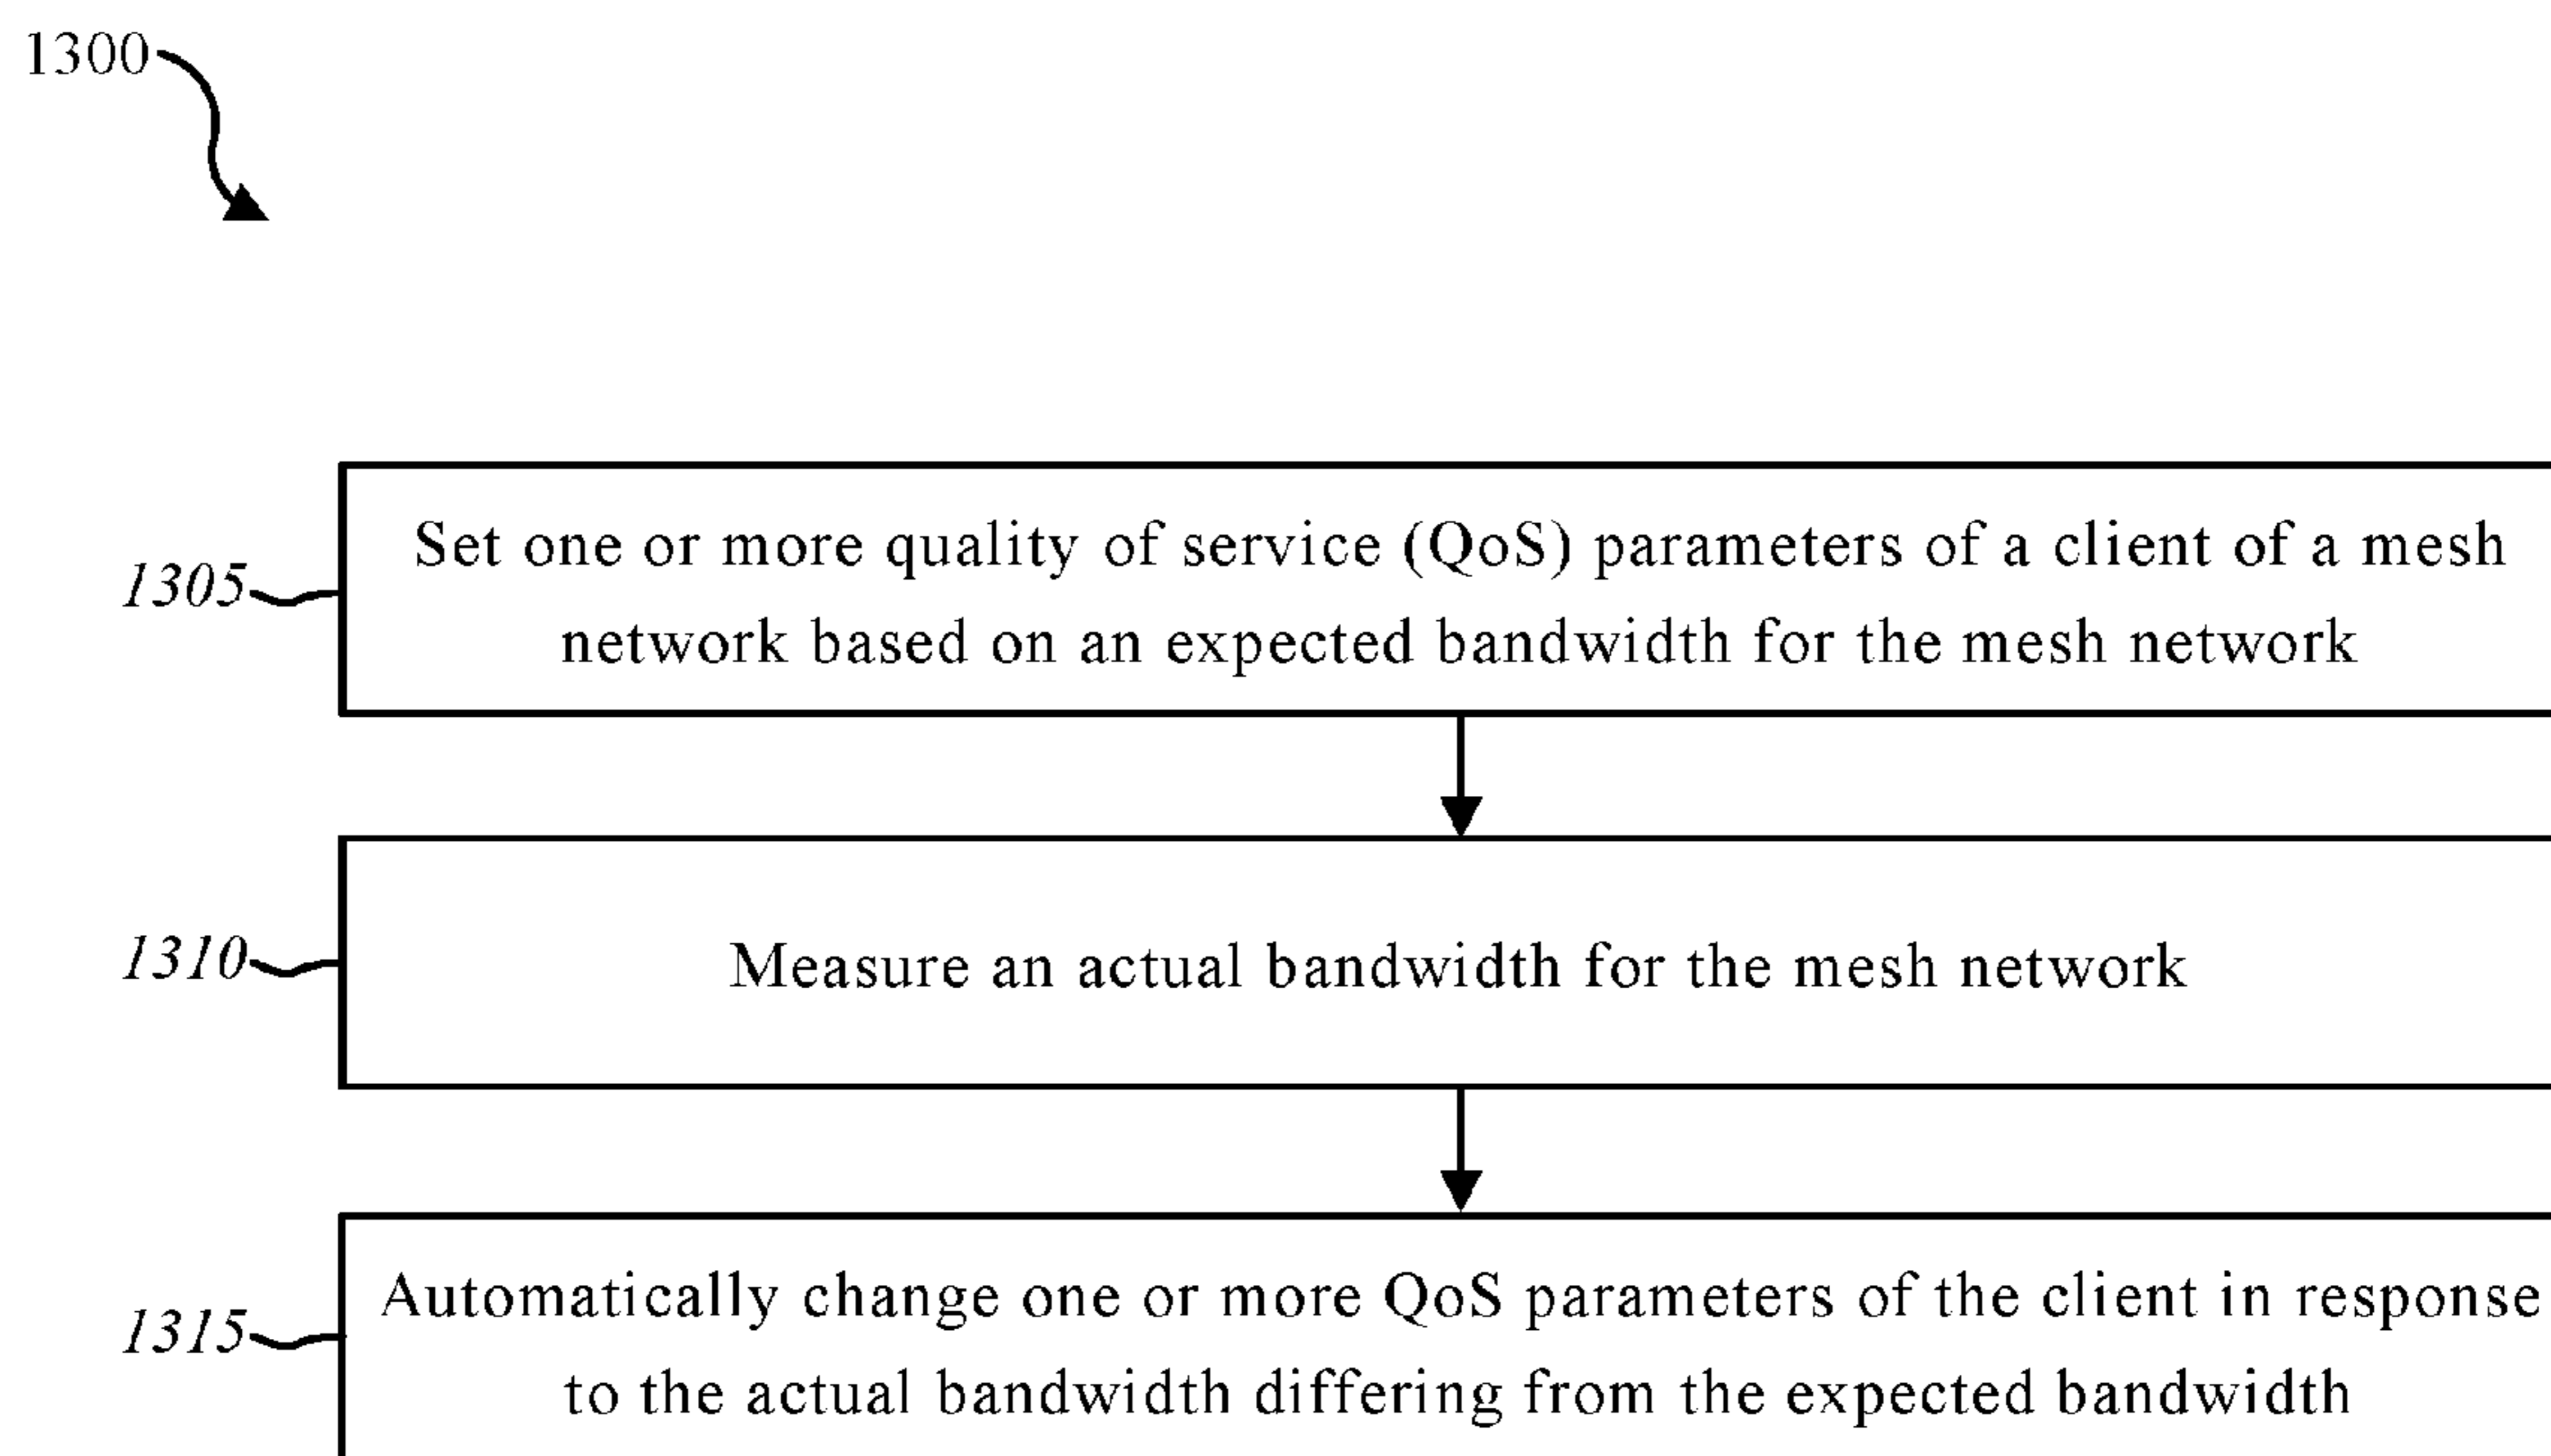 1300
Set one or more quality of service (QoS) parameters of a client of a mesh
1305
network based on an expected bandwidth for the mesh network
1310
Measure an actual bandwidth for the mesh network
Automatically change one or more QoS parameters of the client in response
1315
to the actual bandwidth differing from the expected bandwidth